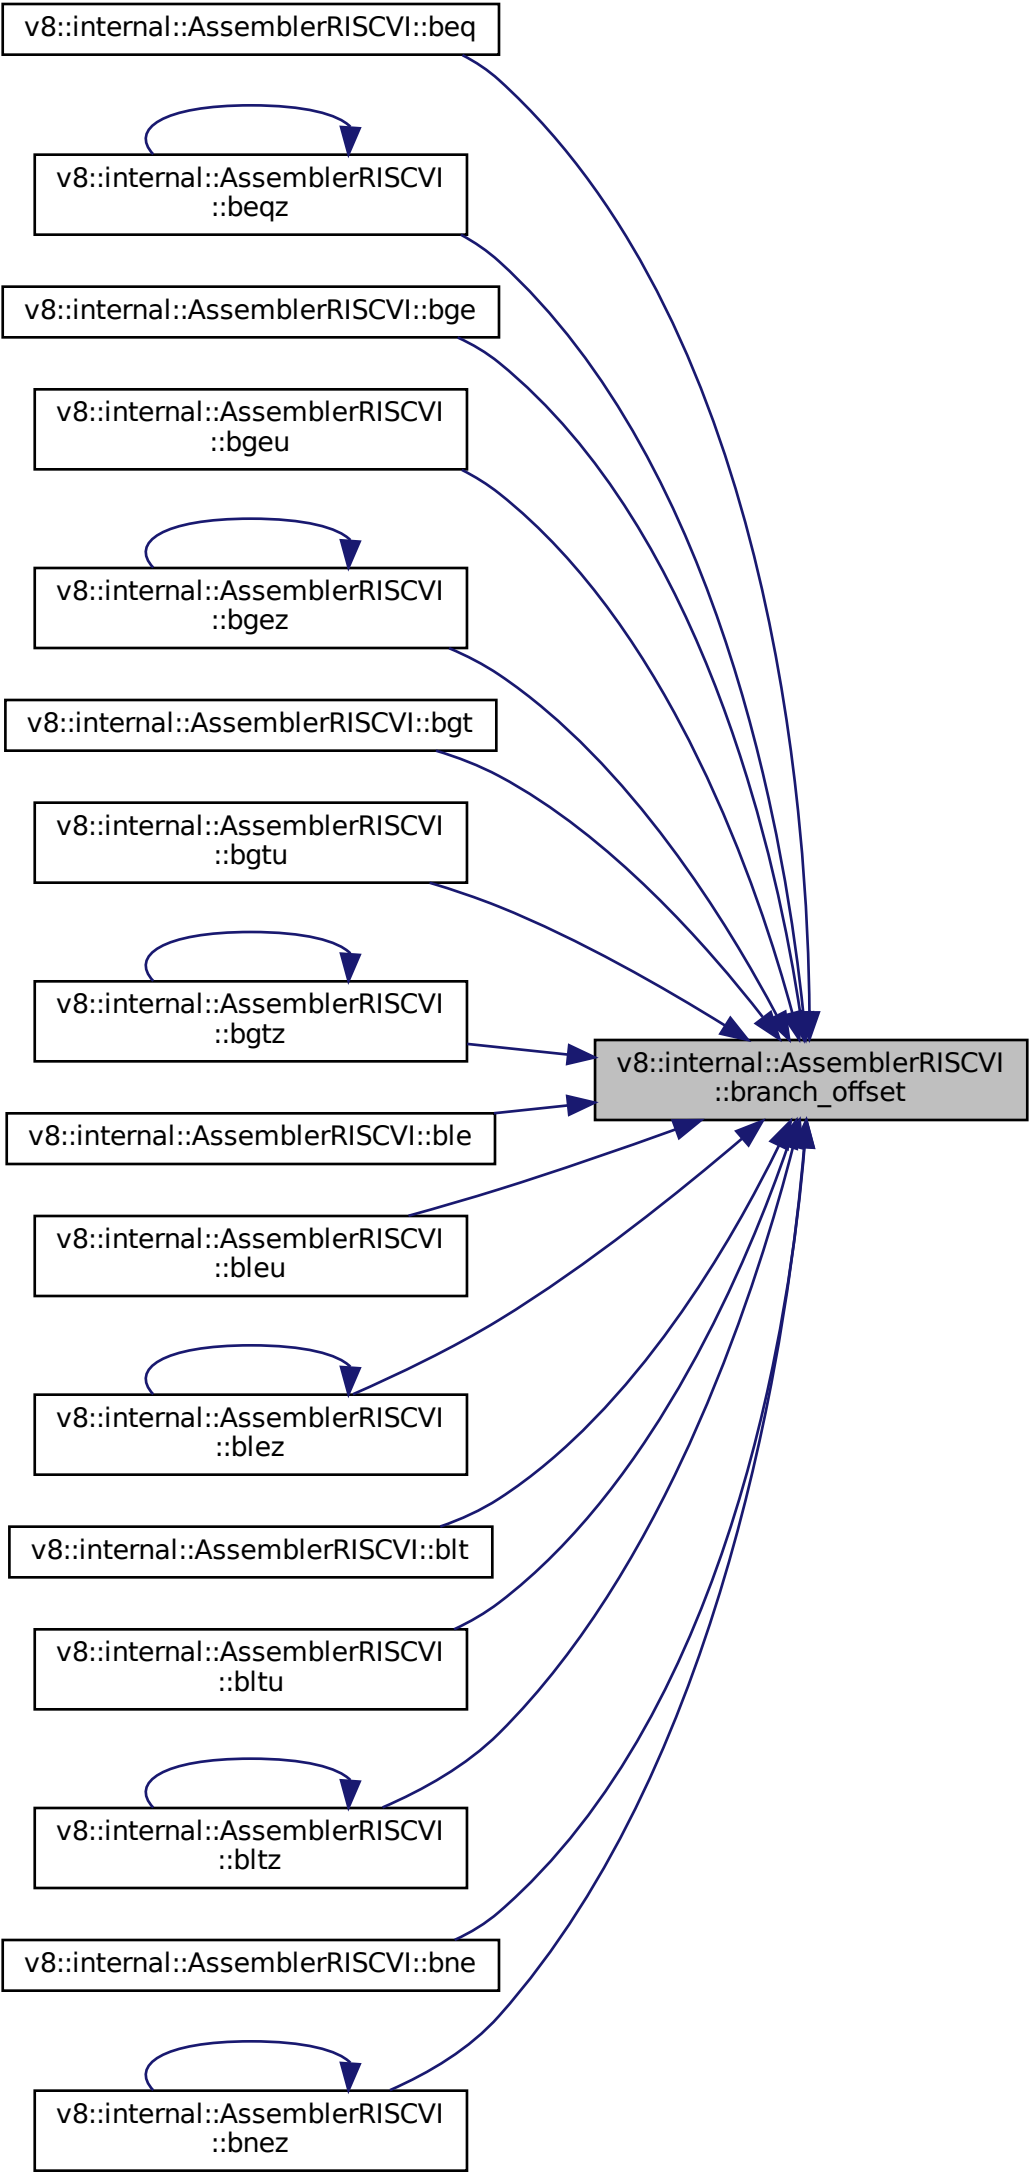 v8::internal::AssemblerRISCVI::beq
v8::internal::AssemblerRISCVI
::beqz
v8::internal::AssemblerRISCVI::bge
v8::internal::AssemblerRISCVI
::bgeu
v8::internal::AssemblerRISCVI
::bgez
v8::internal::AssemblerRISCVI::bgt
v8::internal::AssemblerRISCVI
::bgtu
v8::internal::AssemblerRISCVI
::bgtz
v8::internal::AssemblerRISCVI
::branch_offset
v8::internal::AssemblerRISCVI::ble
v8::internal::AssemblerRISCVI
::bleu
v8::internal::AssemblerRISCVI
::blez
v8::internal::AssemblerRISCVI::blt
v8::internal::AssemblerRISCVI
::bltu
v8::internal::AssemblerRISCVI
::bltz
v8::internal::AssemblerRISCVI::bne
v8::internal::AssemblerRISCVI
::bnez